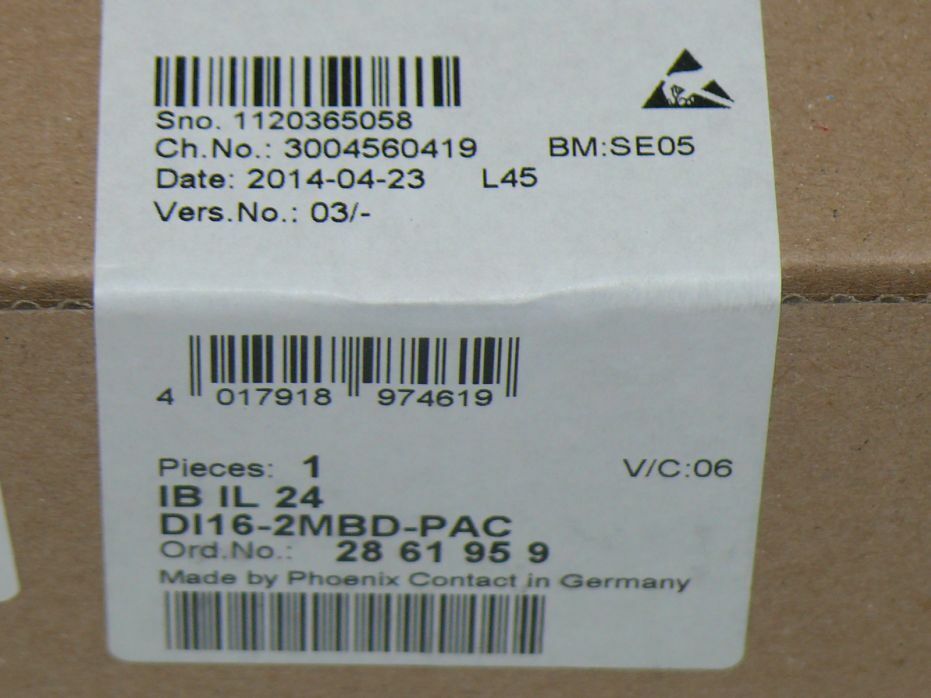 Sno. 1120365058
Ch.No.: 3004560419 BM:SE05
Date: 2014-04-23 L45
Vers.No.: 03/-
4 017918 974619
Pieces: 1 V/C:06
IB IL 24
DI16-2MBD-PAC
Ord.No.: 28 61 95 9
Made by Phoenix Contact in Germany